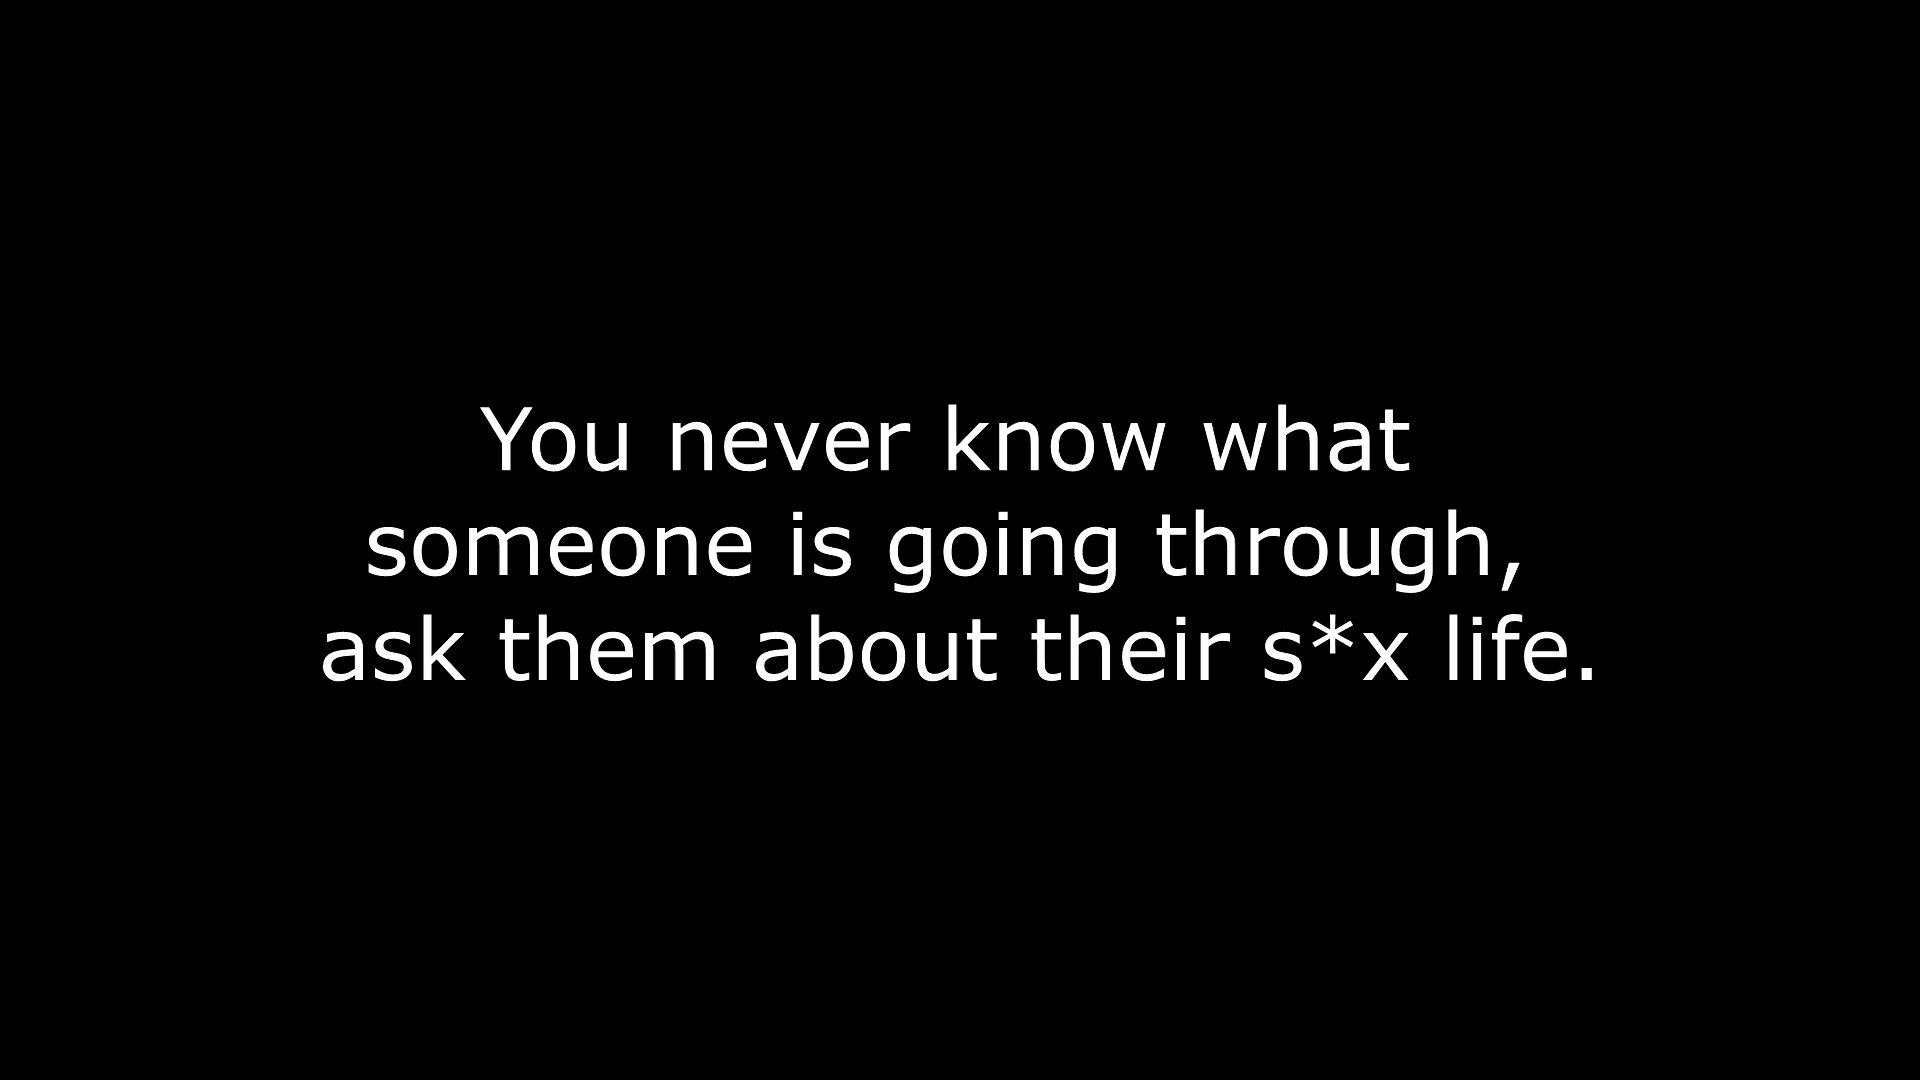 You never know what
someone is going through,
ask them about their s*x life.